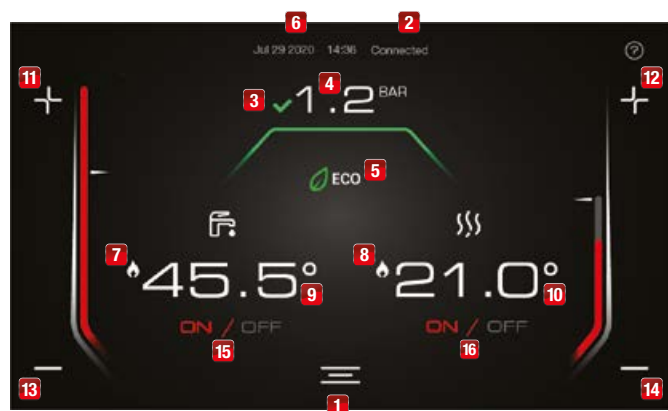 6 2
Jul 29 2020 14:36 Connected ?
11 4 12
3 1.2 BAR
ECO 5
7 8
45.5° 9 21.0° 10
ON / OFF ON / OFF
15 16
13 1 14